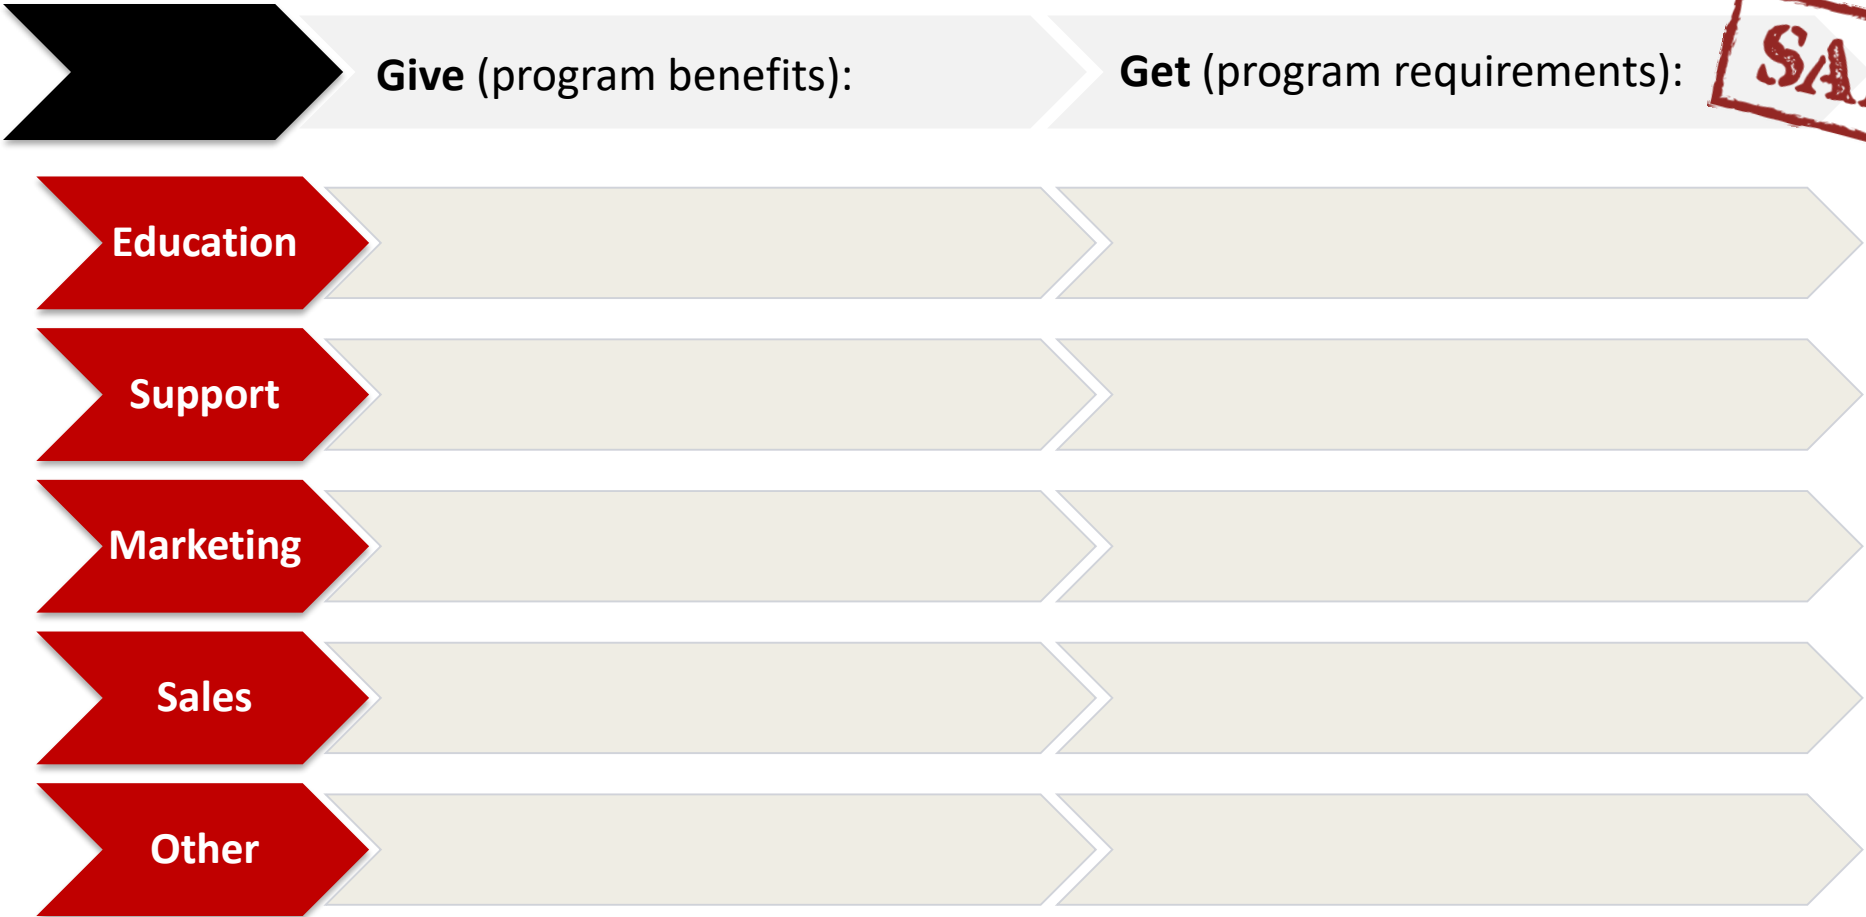 Give (program benefits):
Get (program requirements):
Education
Support
Marketing
Sales
Other